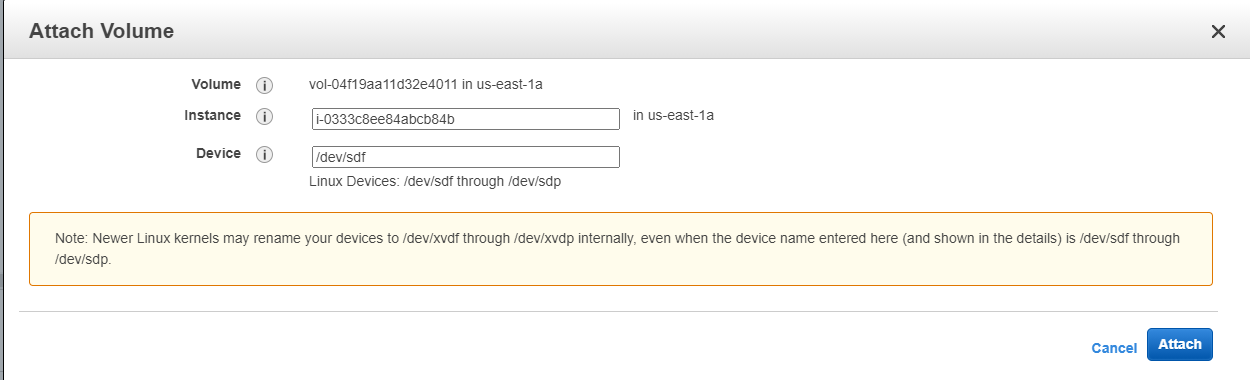 Attach Volume
Volume i vol-04f19aa11d32e4011 in us-east-1a
Instance i i-0333c8ee84abcb84b in us-east-1a
Device i /dev/sdf
Linux Devices: /dev/sdf through /dev/sdp
Note: Newer Linux kernels may rename your devices to /dev/xvdf through /dev/xvdp internally, even when the device name entered here (and shown in the details) is /dev/sdf through
/dev/sdp.
Cancel Attach